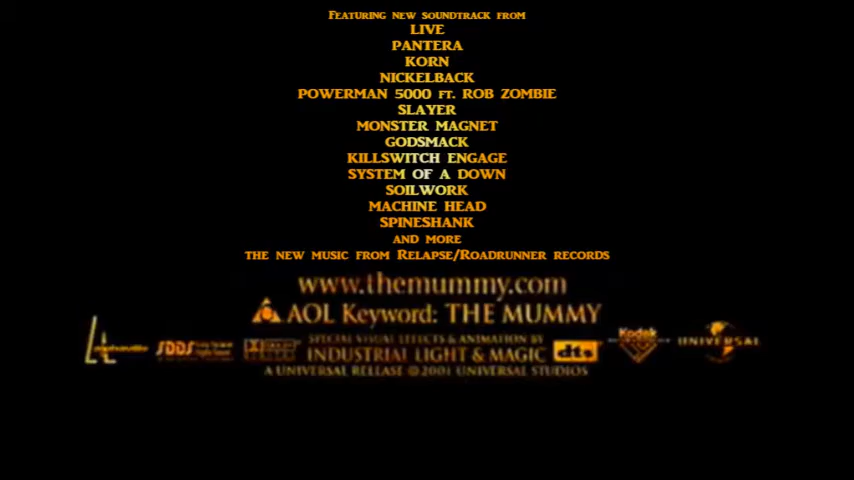 Featuring new soundtrack from
LIVE
PANTERA
KORN
NICKELBACK
POWERMAN 5000 ft. ROB ZOMBIE
SLAYER
MONSTER MAGNET
GODSMACK
KILLSWITCH ENGAGE
SYSTEM OF A DOWN
SOILWORK
MACHINE HEAD
SPINESHANK
AND MORE
THE NEW MUSIC FROM RELAPSE/ROADRUNNER RECORDS
www.themummy.com
AOL Keyword: THE MUMMY
SPECIAL VISUAL EFFECTS & ANIMATION BY
SDDS INDUSTRIAL LIGHT & MAGIC dts Kodak UNIVERSAL
A UNIVERSAL RELEASE ©2001 UNIVERSAL STUDIOS